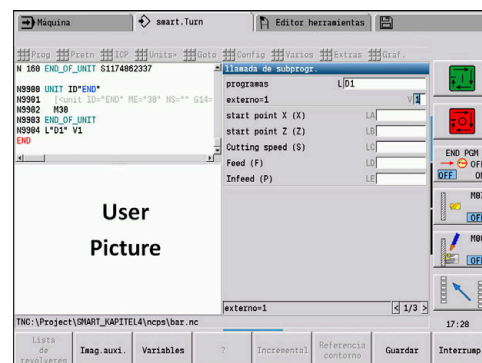 Máquina smart.Turn Editor herramientas
Prog Pretn ICP Units Goto Config Varios Extras Graf.
N 160 END_OF_UNIT S1174862337
N9900 UNIT ID"END"
N9901 [<unit ID="END" ME="30" NS="" G14=
N9902 M30
N9903 END_OF_UNIT
N9904 L"D1" V1
END
llamada de subprogr.
programas L D1
externo=1 V 1
start point X (X) LA
start point Z (Z) LB
Cutting speed (S) LC
Feed (F) LD
Infeed (P) LE
User
Picture
externo=1 < 1/3 >
TNC:\Project\SMART_KAPITEL4\ncps\bar.nc
END PGM
OFF
17:28
Lista de revolveres
Imag.auxi.
Variables
?
Incremental
Referencia contorno
Guardar
Interrump